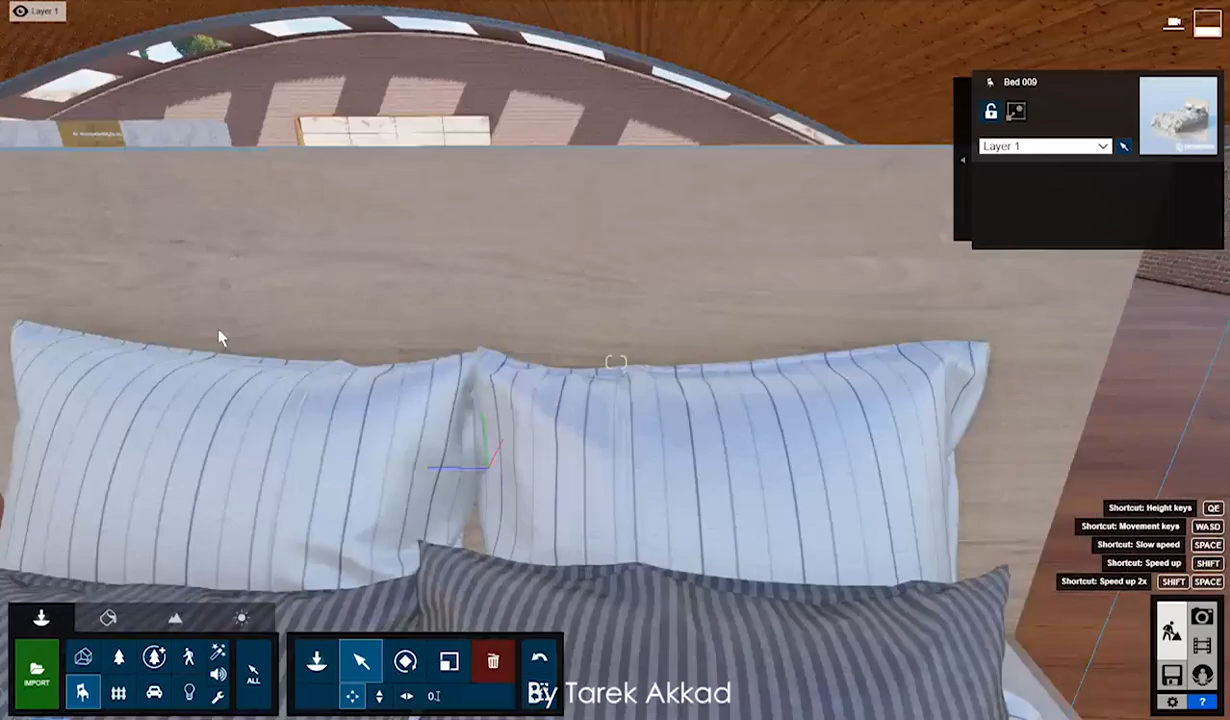 Layer 1
Bed 009
Layer 1
Shortcut: Height keys QE
Shortcut: Movement keys WASD
Shortcut: Slow speed SPACE
Shortcut: Speed up SHIFT
Shortcut: Speed up 2x SHIFT SPACE
IMPORT
ALL
?
By Tarek Akkad